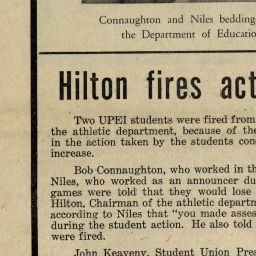 Connaughton and Niles bedding
the Department of Educatio
Hilton fires act
Two UPEI students were fired from
the athletic department, because of the
in the action taken by the students con
increase.
Bob Connaughton, who worked in th
Niles, who worked as an announcer du
games were told that they would lose
Hilton, Chairman of the athletic departm
according to Niles that "you made asses
during the student action. He also told
were fired.
John Keaveny, Student Union Pres